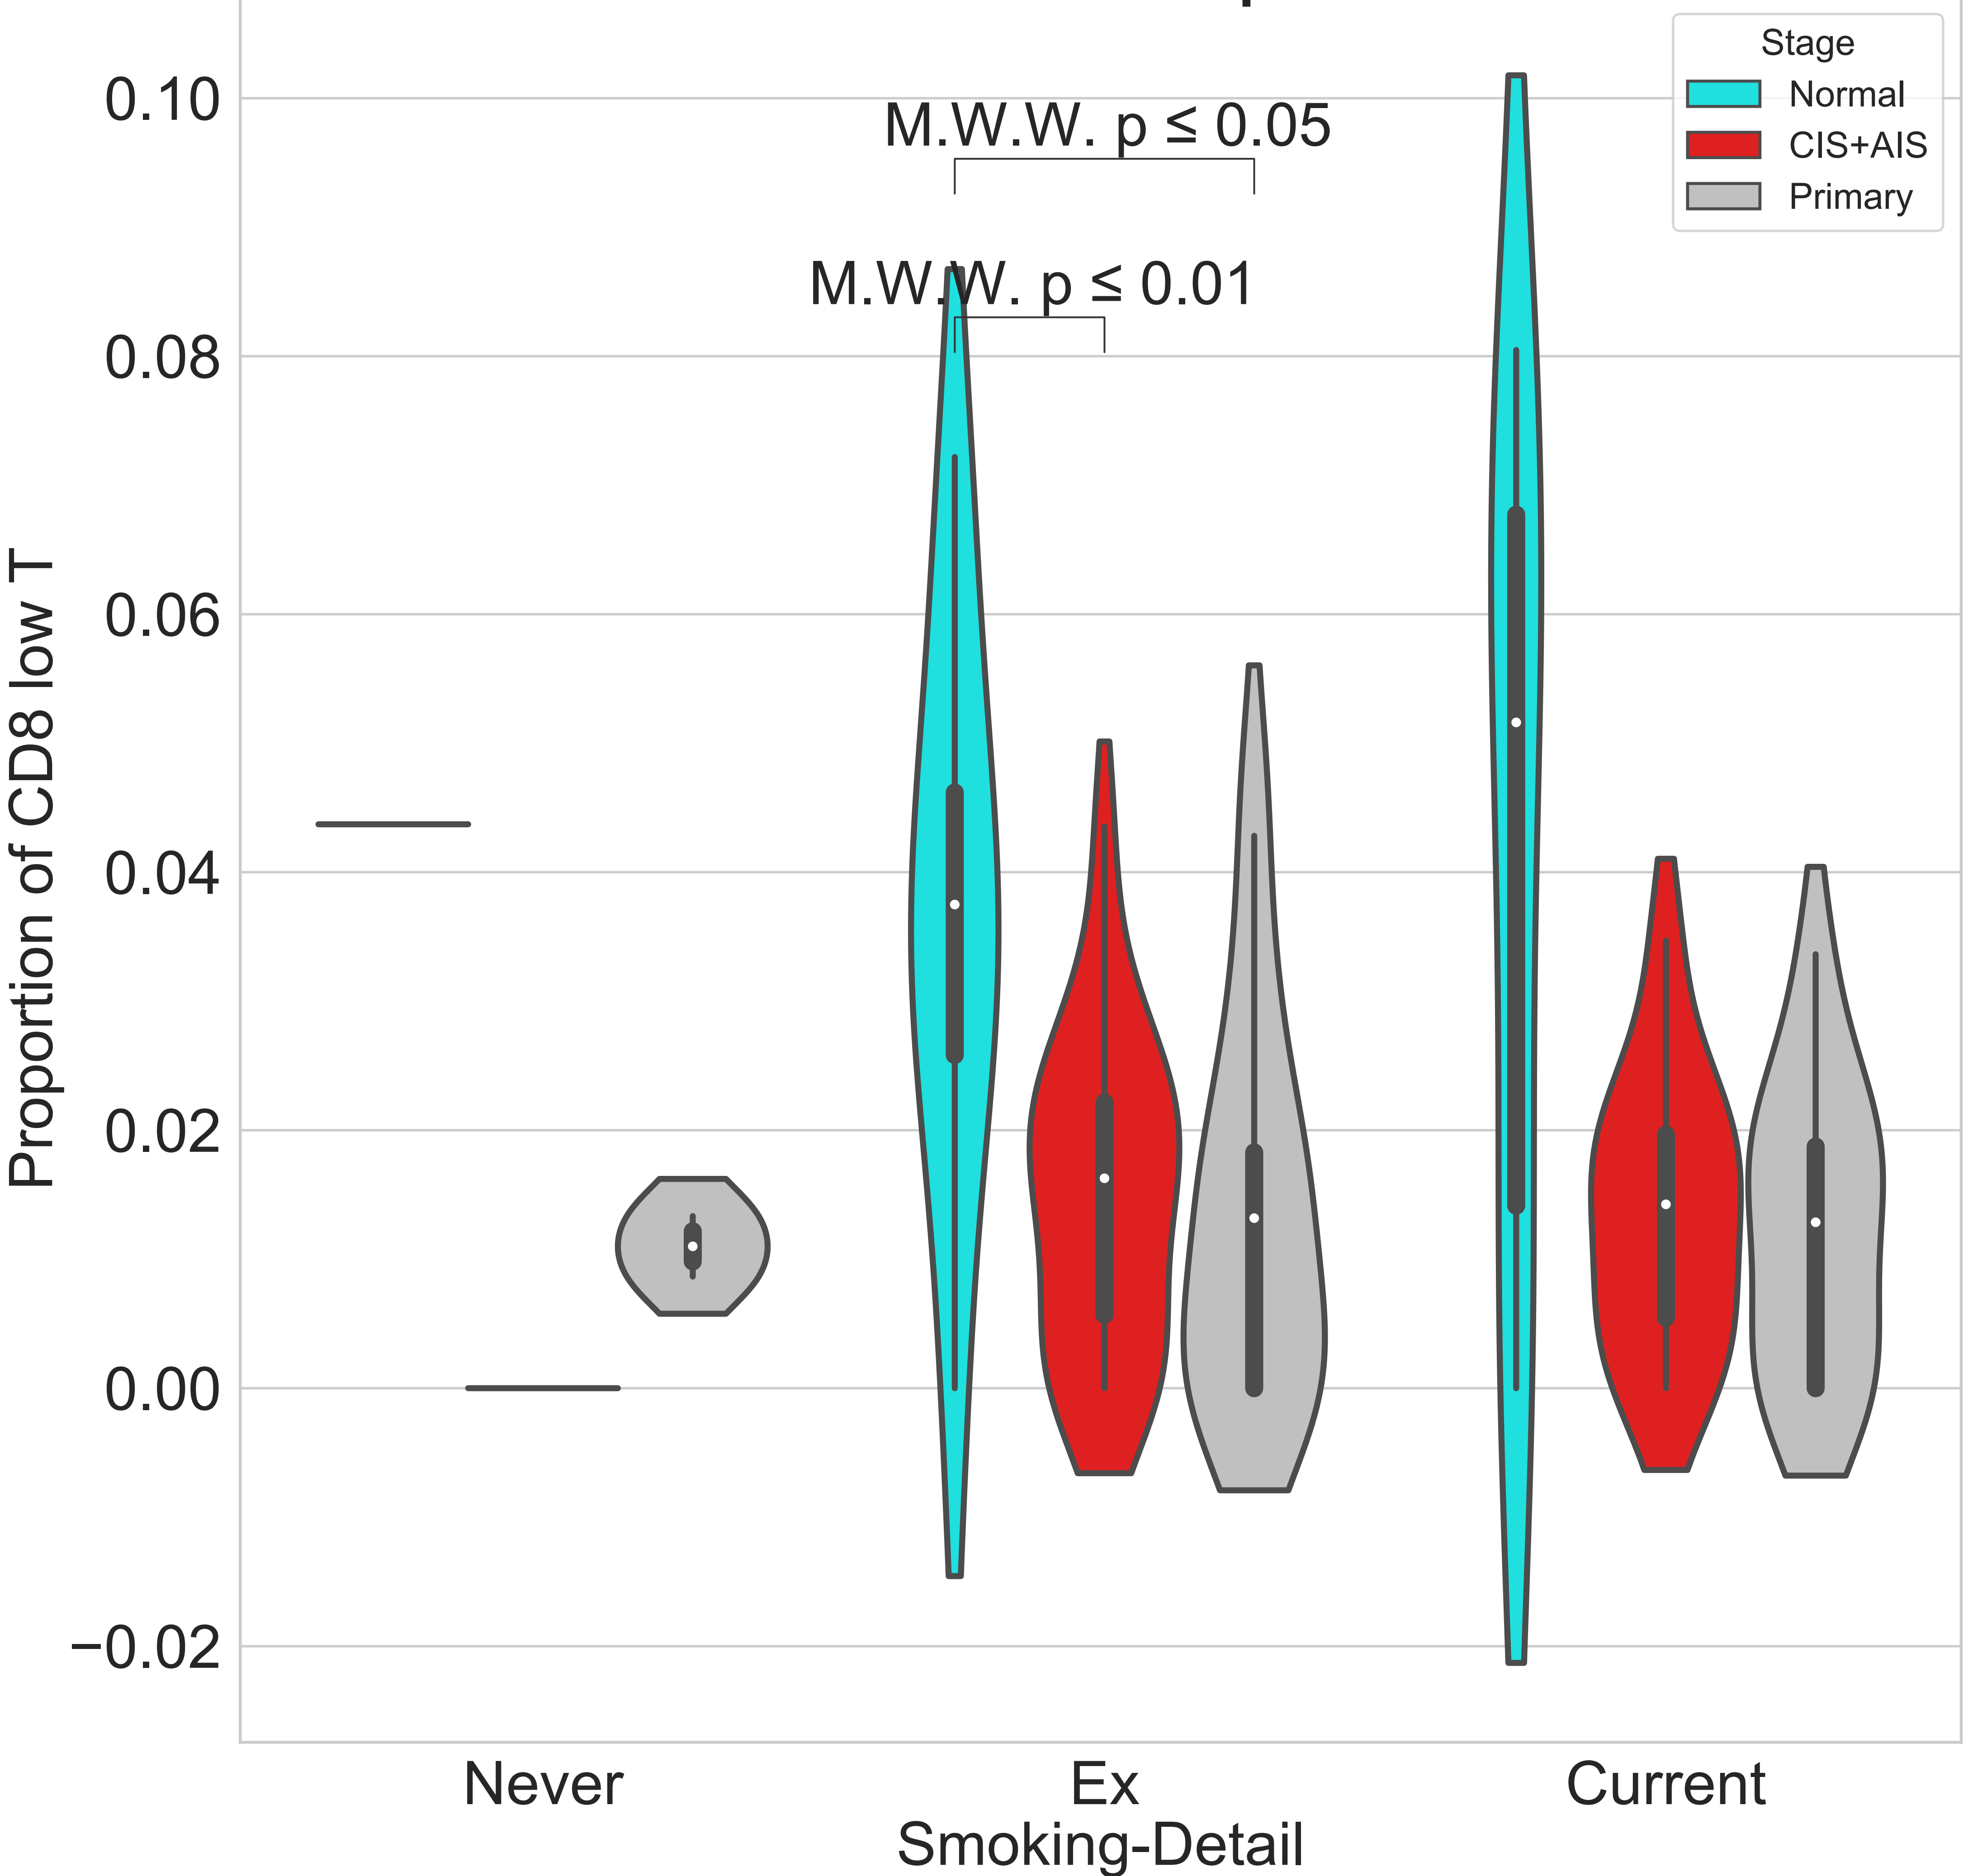 Stage
Normal
CIS+AIS
Primary
M.W.W. p ≤ 0.05
M.W.W. p ≤ 0.01
0.10
0.08
0.06
0.04
0.02
0.00
−0.02
Proportion of CD8 low T
Never
Ex
Current
Smoking-Detail